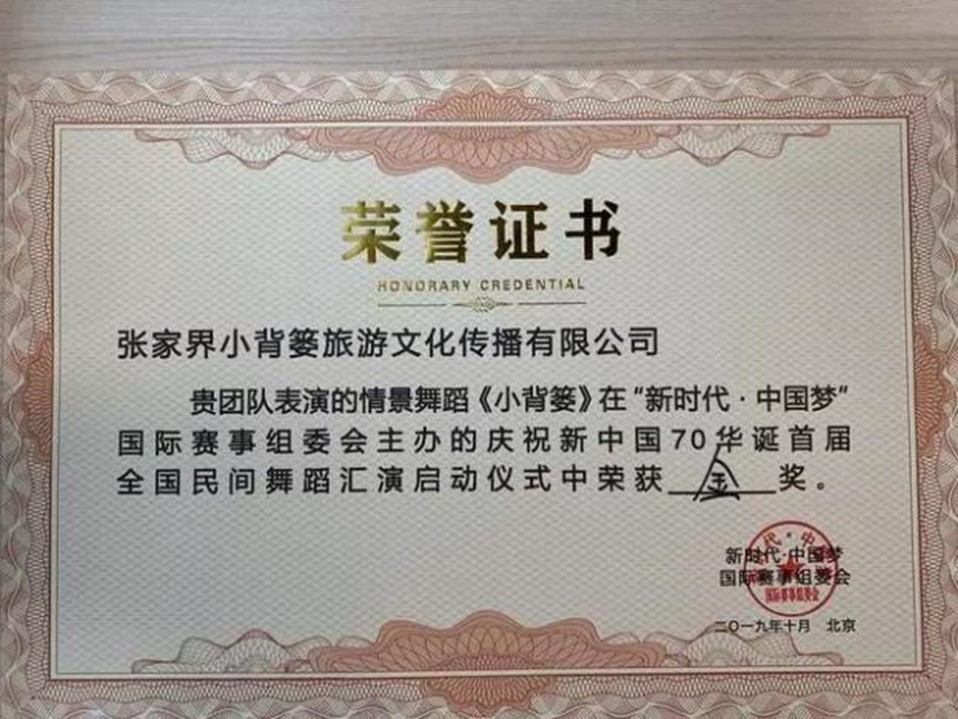 荣誉证书
HONORARY CREDENTIAL
张家界小背篓旅游文化传播有限公司
贵团队表演的情景舞蹈《小背篓》在“新时代·中国梦”
国际赛事组委会主办的庆祝新中国70华诞首届
全国民间舞蹈汇演启动仪式中荣获金奖。
新时代·中国梦
国际赛事组委会
二〇一九年十月 北京